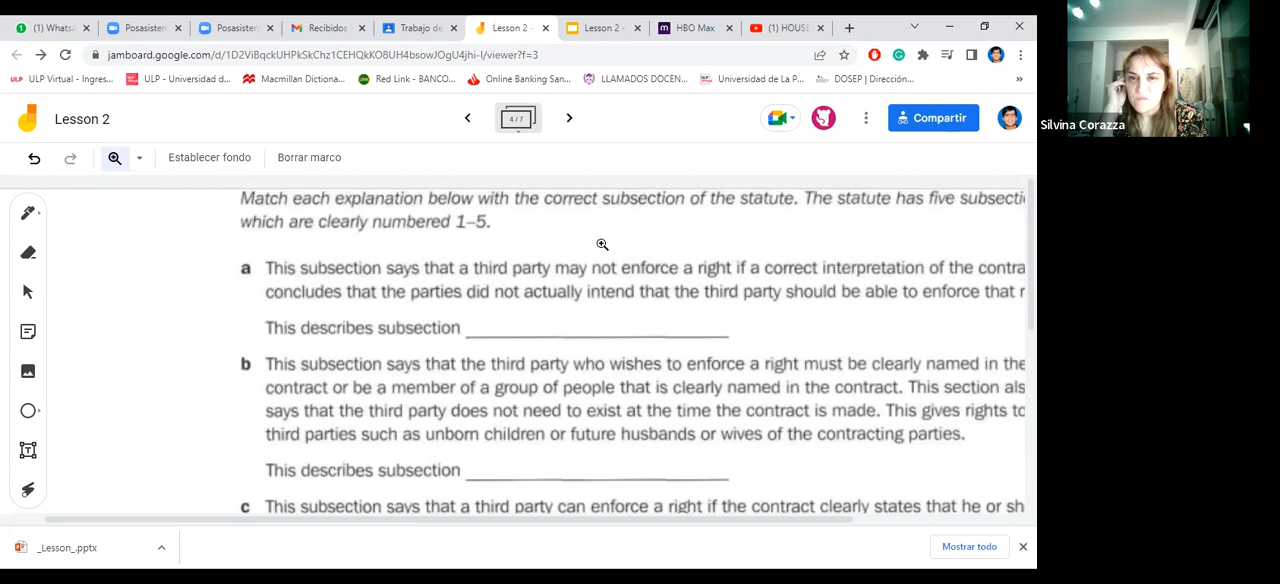 WhatsA
Posasisten
Posasisten
Recibidos
Trabajo de
Lesson 2 -
Lesson 2 -
HBO Max
(1) HOUSE
jamboard.google.com/d/1D2ViBqckUHPkSkChz1CEHQkKO8UH4bsowJOgU4jhi-I/viewer?f=3
ULP Virtual - Ingres...
ULP - Universidad d...
Macmillan Dictiona...
Red Link - BANCO...
Online Banking San...
LLAMADOS DOCEN...
Universidad de La P...
DOSEP | Dirección...
»
Silvina Corazza
Lesson 2
4/7
Compartir
Establecer fondo
Borrar marco
Match each explanation below with the correct subsection of the statute. The statute has five subsecti
which are clearly numbered 1–5.
a This subsection says that a third party may not enforce a right if a correct interpretation of the contra
concludes that the parties did not actually intend that the third party should be able to enforce that r
This describes subsection
b This subsection says that the third party who wishes to enforce a right must be clearly named in the
contract or be a member of a group of people that is clearly named in the contract. This section als
says that the third party does not need to exist at the time the contract is made. This gives rights to
third parties such as unborn children or future husbands or wives of the contracting parties.
This describes subsection
c This subsection says that a third party can enforce a right if the contract clearly states that he or sh
_Lesson_.pptx
Mostrar todo